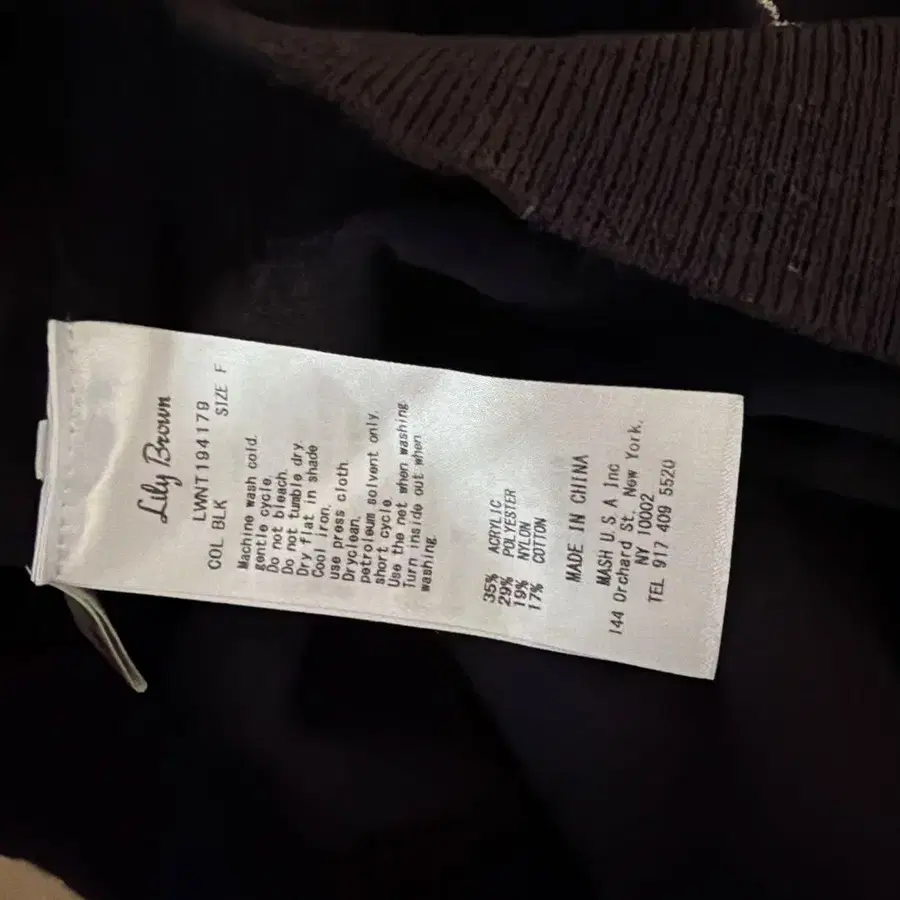 Lily Brown
LWNT194179
COL BLK SIZE F
Machine wash cold.
gentle cycle.
Do not bleach.
Do not tumble dry.
Dry flat in shade
Cool iron.
use press cloth.
Dryclean.
petroleum solvent only.
short cycle.
Use the net when washing.
Turn inside out when
washing.
35% ACRYLIC
29% POLYESTER
19% NYLON
17% COTTON
MADE IN CHINA
MASH U.S.A Inc
144 Orchard St. New York.
NY 10002
TEL 917 409 5520